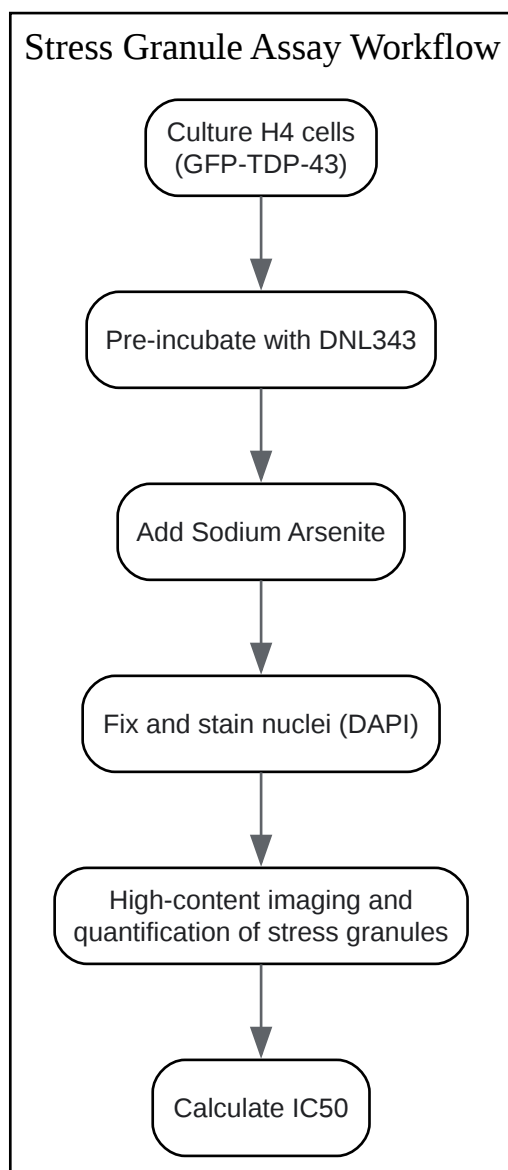 Stress Granule Assay Workflow
Culture H4 cells
(GFP-TDP-43)
Pre-incubate with DNL343
Add Sodium Arsenite
Fix and stain nuclei (DAPI)
High-content imaging and
quantification of stress granules
Calculate IC50